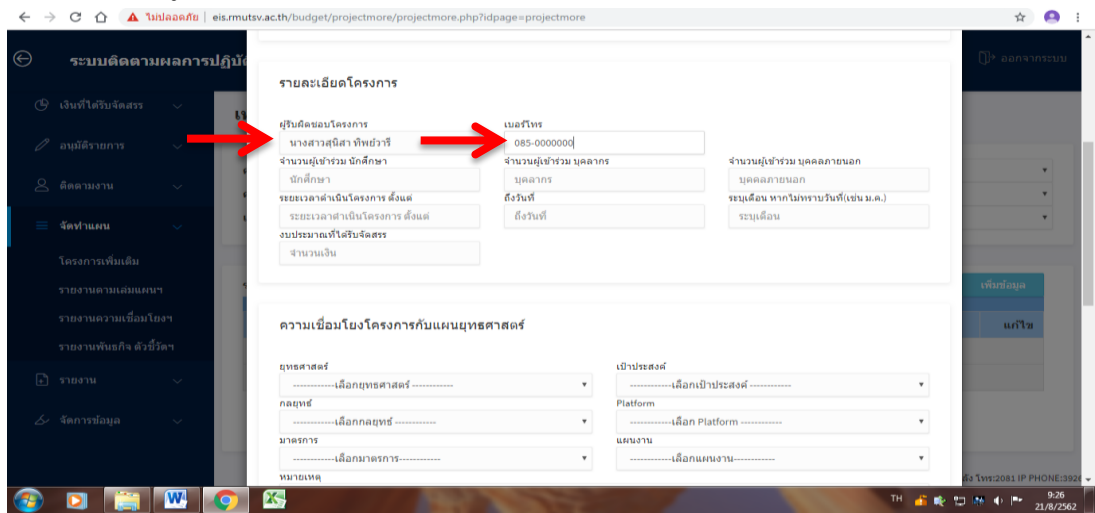 ไม่ปลอดภัย | eis.rmutsv.ac.th/budget/projectmore/projectmore.php?idpage=projectmore
ระบบติดตามผลการปฏิบัติ
ออกจากระบบ
เงินที่ได้รับจัดสรร
อนุมัติรายการ
ติดตามงาน
จัดทำแผน
โครงการเพิ่มเติม
รายงานตามเล่มแผนฯ
รายงานความเชื่อมโยงฯ
รายงานพันธกิจ ตัวชี้วัดฯ
รายงาน
จัดการข้อมูล
รายละเอียดโครงการ
ผู้รับผิดชอบโครงการ เบอร์โทร
นางสาวสุนิสา ทิพย์วารี 085-0000000
จำนวนผู้เข้าร่วม นักศึกษา จำนวนผู้เข้าร่วม บุคลากร จำนวนผู้เข้าร่วม บุคคลภายนอก
นักศึกษา บุคลากร บุคคลภายนอก
ระยะเวลาดำเนินโครงการ ตั้งแต่ ถึงวันที่ ระบุเดือน หากไม่ทราบวันที่(เช่น ม.ค.)
ระยะเวลาดำเนินโครงการ ตั้งแต่ ถึงวันที่ ระบุเดือน
งบประมาณที่ได้รับจัดสรร
จำนวนเงิน
เพิ่มข้อมูล
แก้ไข
ความเชื่อมโยงโครงการกับแผนยุทธศาสตร์
ยุทธศาสตร์ เป้าประสงค์
------------เลือกยุทธศาสตร์ ------------ ------------เลือกเป้าประสงค์ ------------
กลยุทธ์ Platform
------------เลือกกลยุทธ์ ------------ ------------เลือก Platform ------------
มาตรการ แผนงาน
------------เลือกมาตรการ------------ ------------เลือกแผนงาน------------
หมายเหตุ
โทร:2081 IP PHONE:3926
TH 9:26
21/8/2562